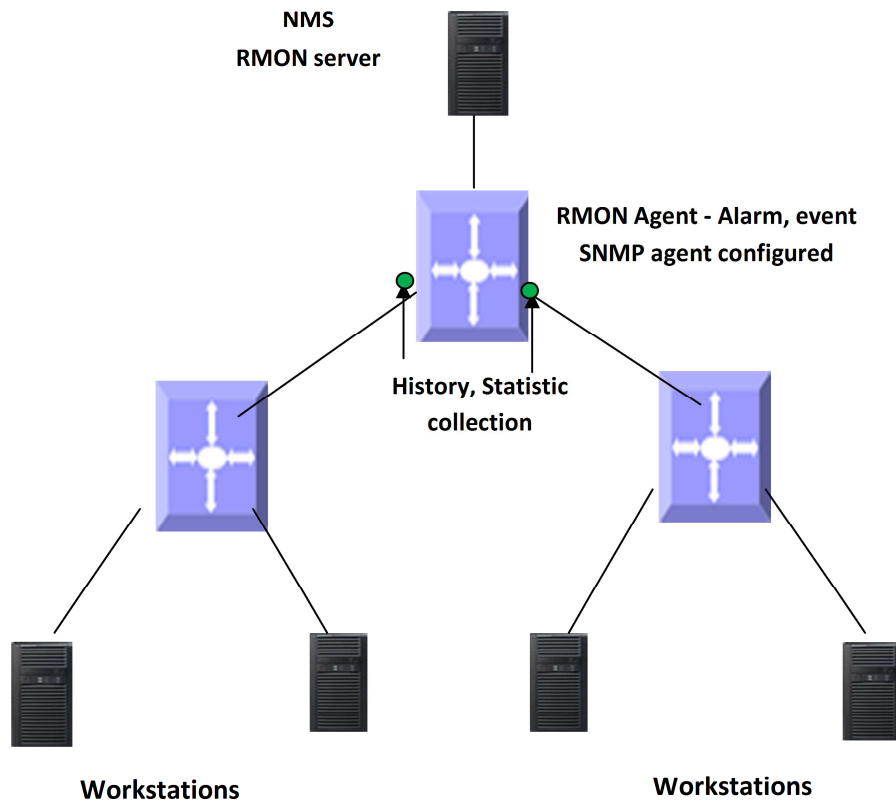 NMS
RMON server
RMON Agent - Alarm, event
SNMP agent configured
History, Statistic
collection
Workstations
Workstations